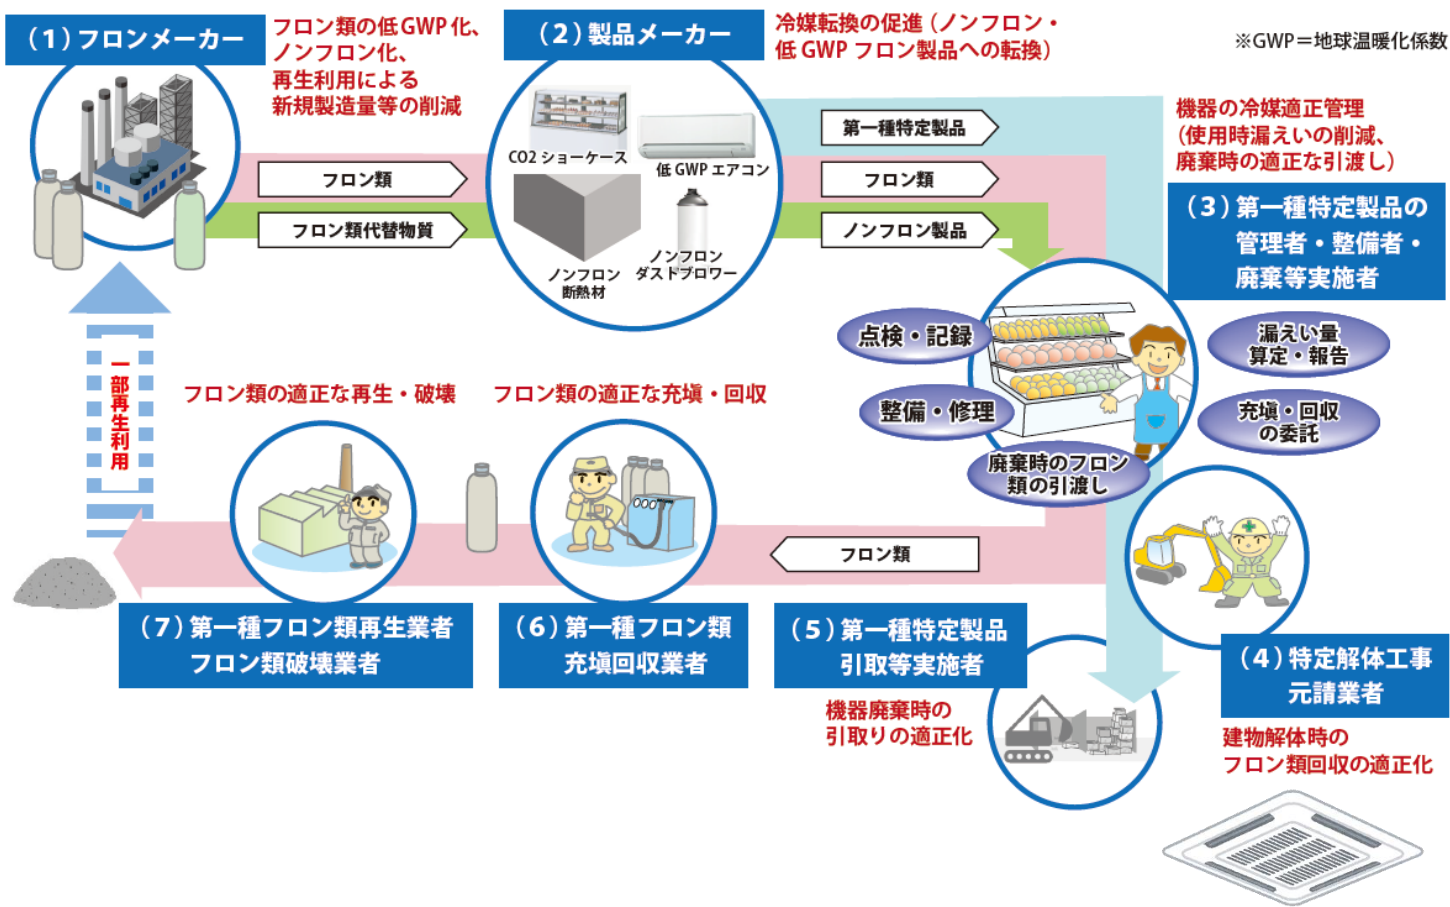 （1）フロンメーカー
フロン類の低GWP化、
ノンフロン化、
再生利用による
新規製造量等の削減
（2）製品メーカー
冷媒転換の促進（ノンフロン・
低GWPフロン製品への転換）
※GWP＝地球温暖化係数
CO2ショーケース
低GWPエアコン
ノンフロン
断熱材
ノンフロン
ダストブロワー
フロン類
フロン類代替物質
第一種特定製品
フロン類
ノンフロン製品
機器の冷媒適正管理
（使用時漏えいの削減、
廃棄時の適正な引渡し）
（3）第一種特定製品の
管理者・整備者・
廃棄等実施者
点検・記録
整備・修理
廃棄時のフロン
類の引渡し
漏えい量
算定・報告
充塡・回収
の委託
（4）特定解体工事
元請業者
建物解体時の
フロン類回収の適正化
（5）第一種特定製品
引取等実施者
機器廃棄時の
引取りの適正化
フロン類
フロン類の適正な充塡・回収
（6）第一種フロン類
充塡回収業者
フロン類の適正な再生・破壊
（7）第一種フロン類再生業者
フロン類破壊業者
一部再生利用